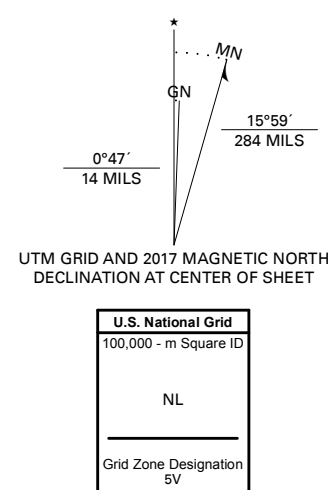 ★
MN
GN
15°59´
284 MILS
0°47´
14 MILS
UTM GRID AND 2017 MAGNETIC NORTH
DECLINATION AT CENTER OF SHEET
U.S. National Grid
100,000 - m Square ID
NL
Grid Zone Designation
5V